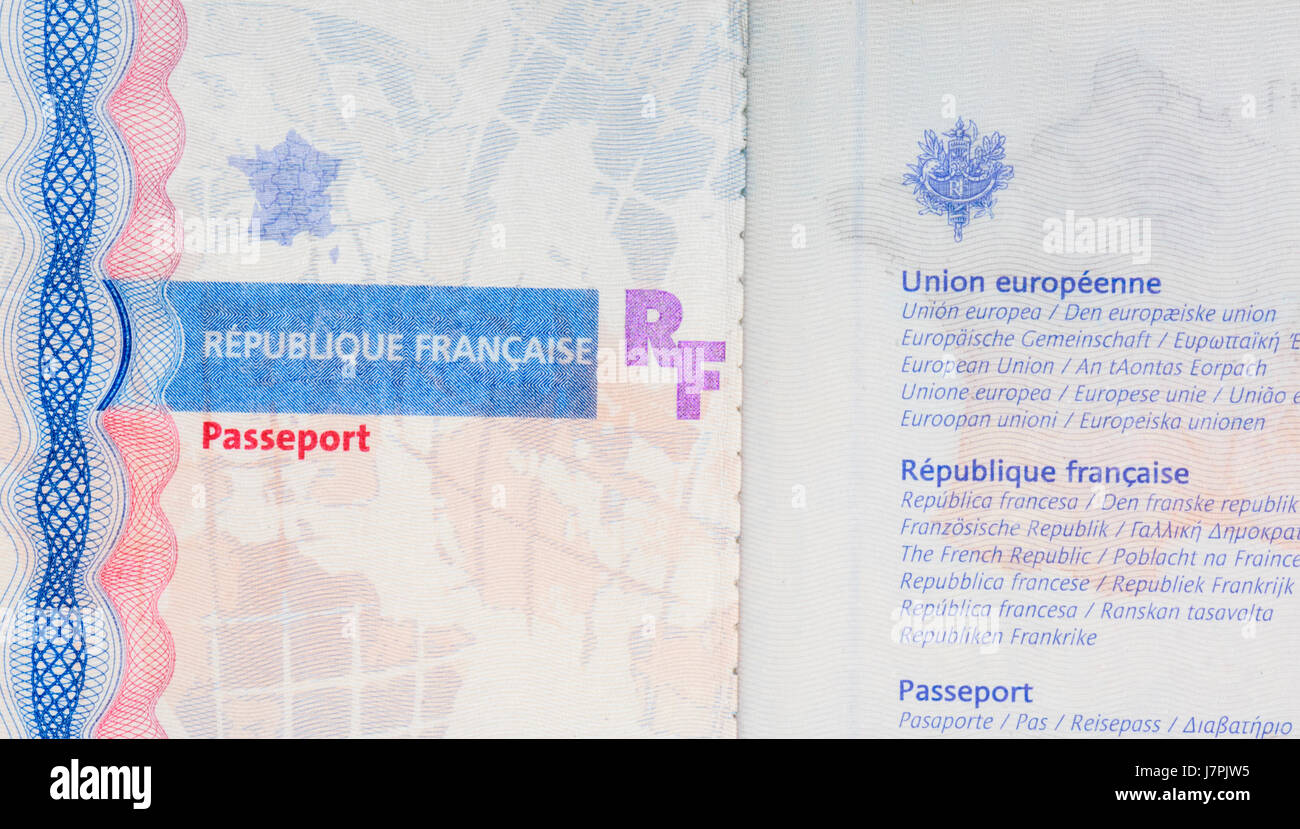 RÉPUBLIQUE FRANÇAISE
RF
Passeport
Union européenne
Unión europea / Den europæiske union
Europäische Gemeinschaft / Ευρωπαϊκή Έ
European Union / An tAontas Eorpach
Unione europea / Europese unie / União e
Euroopan unioni / Europeiska unionen
République française
República francesa / Den franske republik
Französische Republik / Γαλλική Δημοκρατ
The French Republic / Poblacht na Fraince
Repubblica francese / Republiek Frankrijk
República francesa / Ranskan tasavalta
Republiken Frankrike
Passeport
Pasaporte / Pas / Reisepass / Διαβατήριο
alamy
Image ID: J7PJW5
www.alamy.com